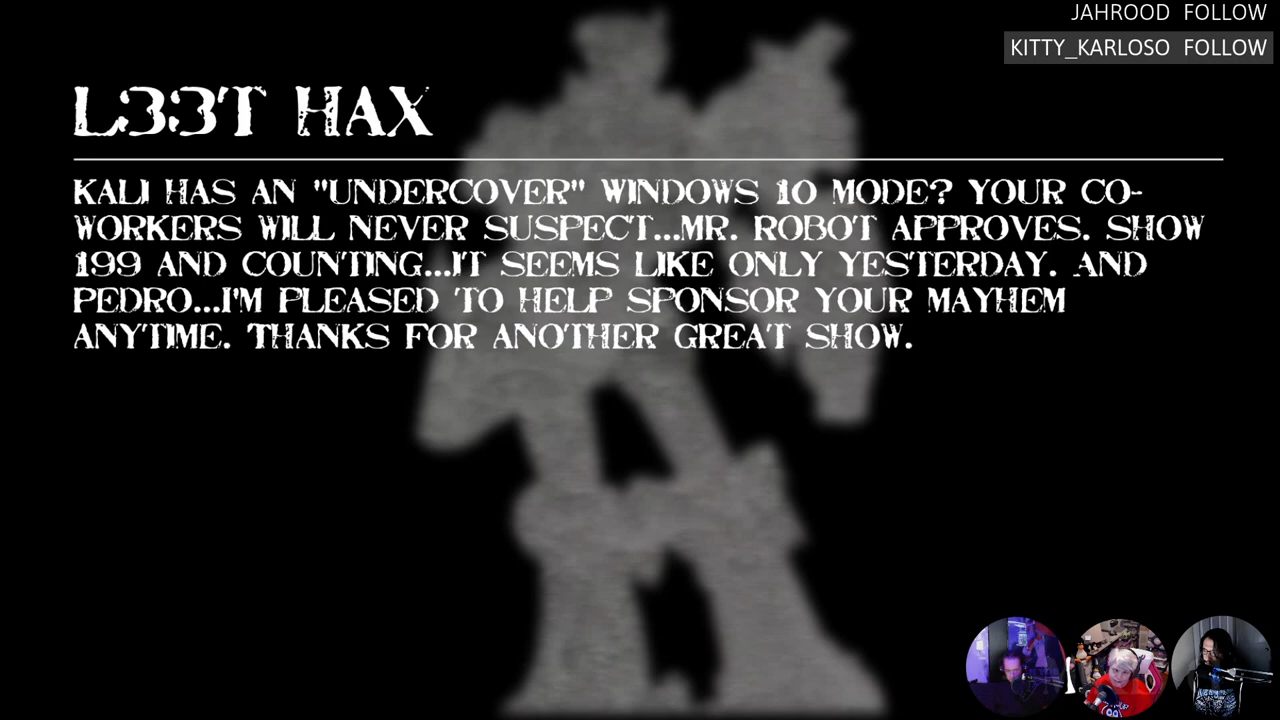 JAHROOD FOLLOW
KITTY_KARLOSO FOLLOW
L33T HAX
KALI HAS AN "UNDERCOVER" WINDOWS 10 MODE? YOUR CO-
WORKERS WILL NEVER SUSPECT...MR. ROBOT APPROVES. SHOW
199 AND COUNTING...IT SEEMS LIKE ONLY YESTERDAY. AND
PEDRO...I'M PLEASED TO HELP SPONSOR YOUR MAYHEM
ANYTIME. THANKS FOR ANOTHER GREAT SHOW.